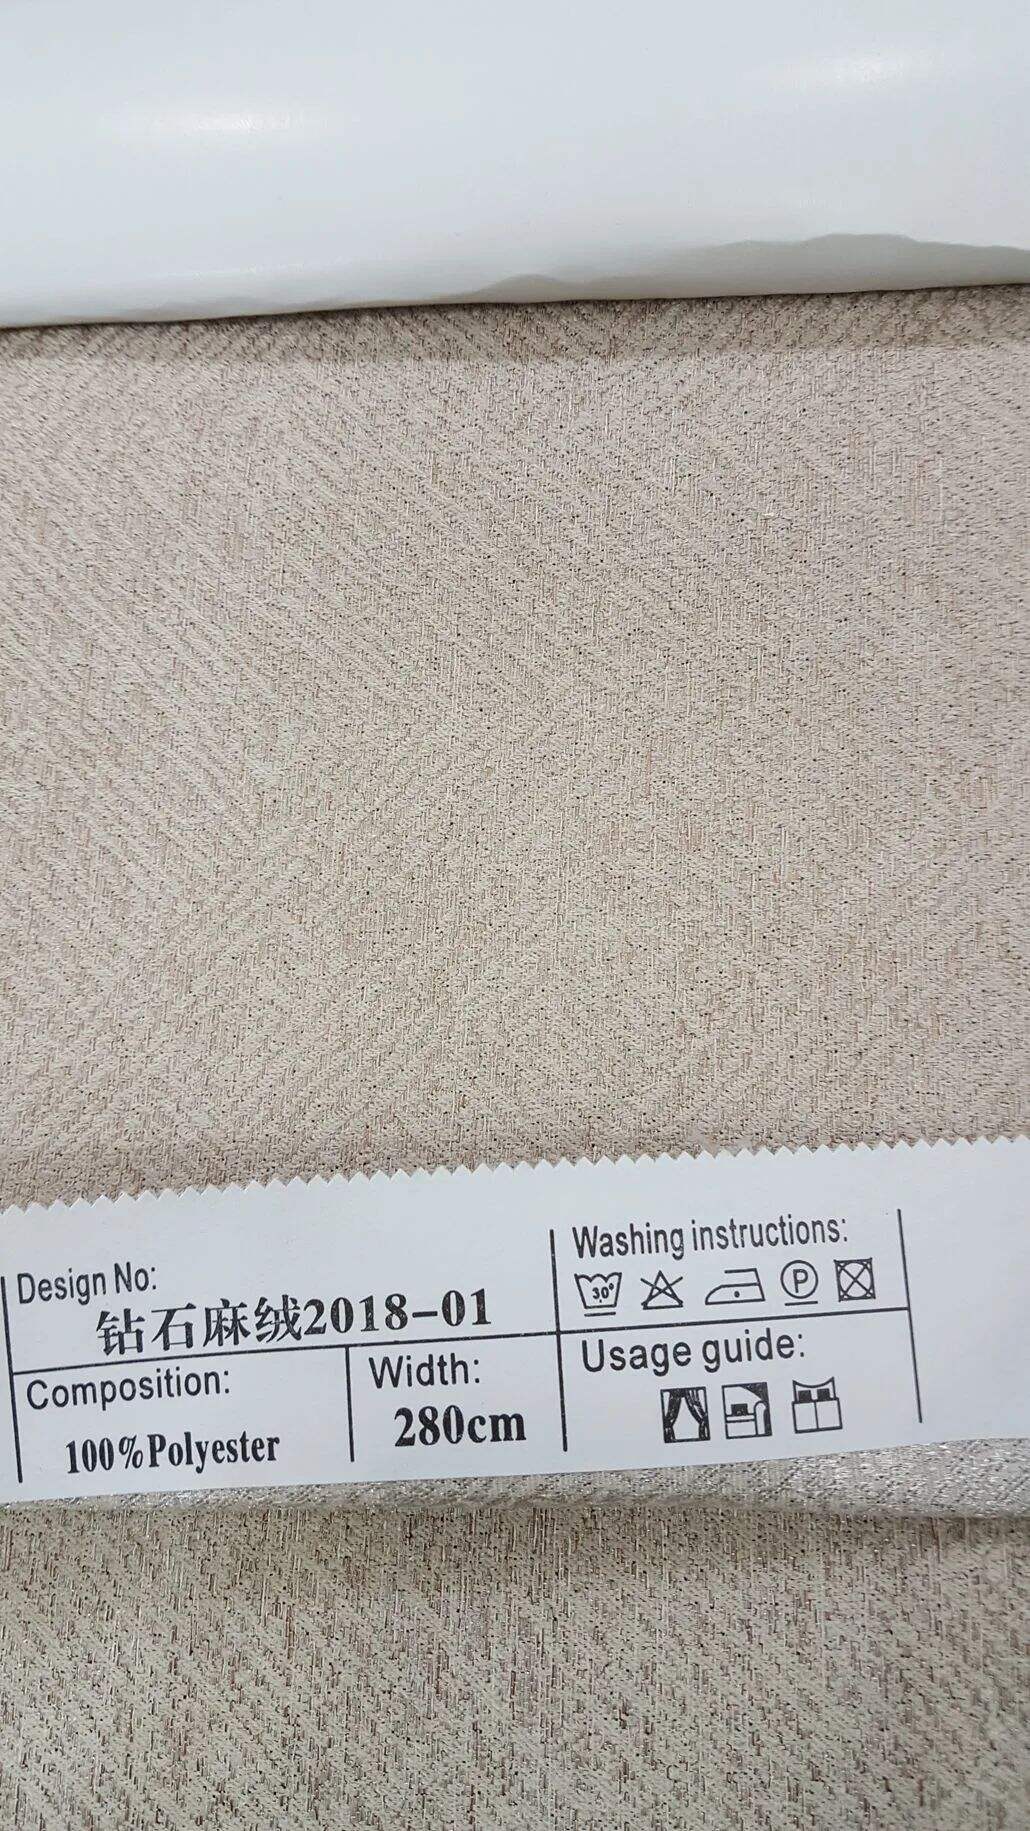 Design No:
钻石麻绒2018-01
Composition:
100%Polyester
Width:
280cm
Washing instructions:
30°
P
Usage guide: